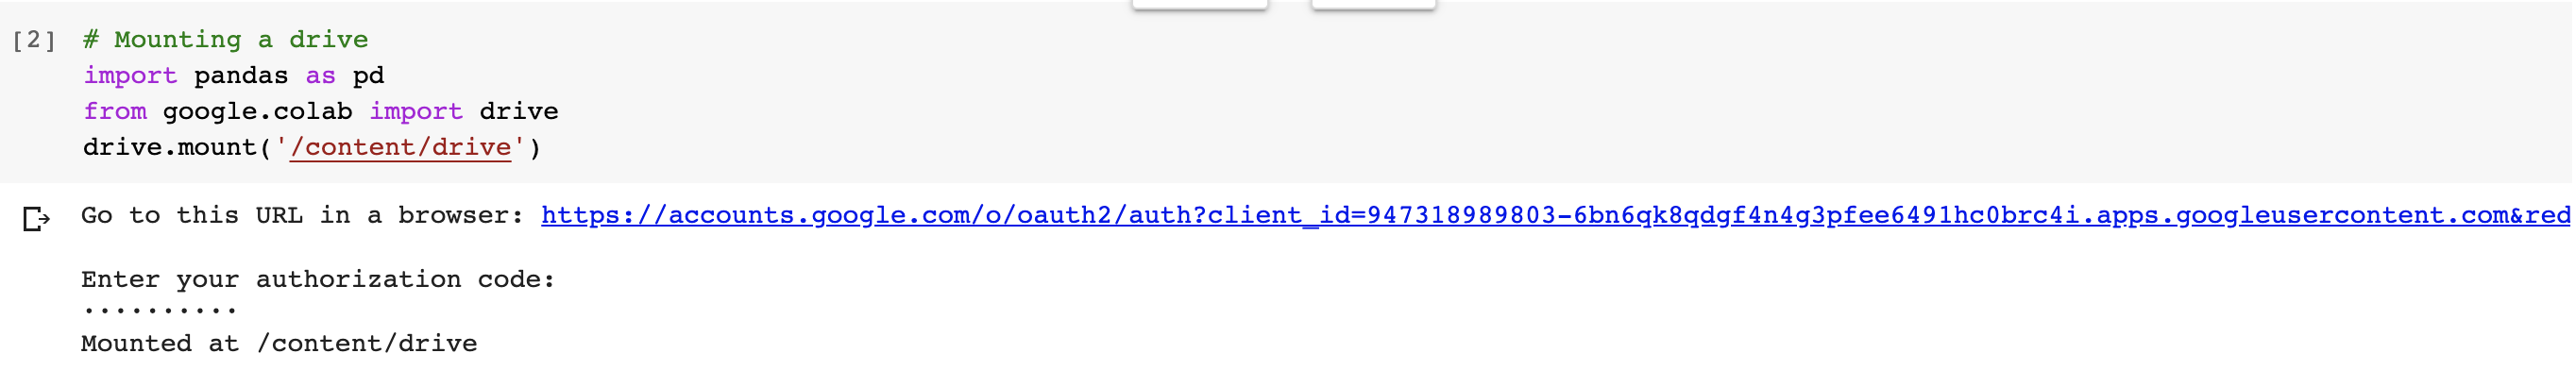 [2] # Mounting a drive
import pandas as pd
from google.colab import drive
drive.mount('/content/drive')
Go to this URL in a browser: https://accounts.google.com/o/oauth2/auth?client_id=947318989803-6bn6qk8qdgf4n4g3pfee6491hc0brc4i.apps.googleusercontent.com&red
Enter your authorization code:
··········
Mounted at /content/drive